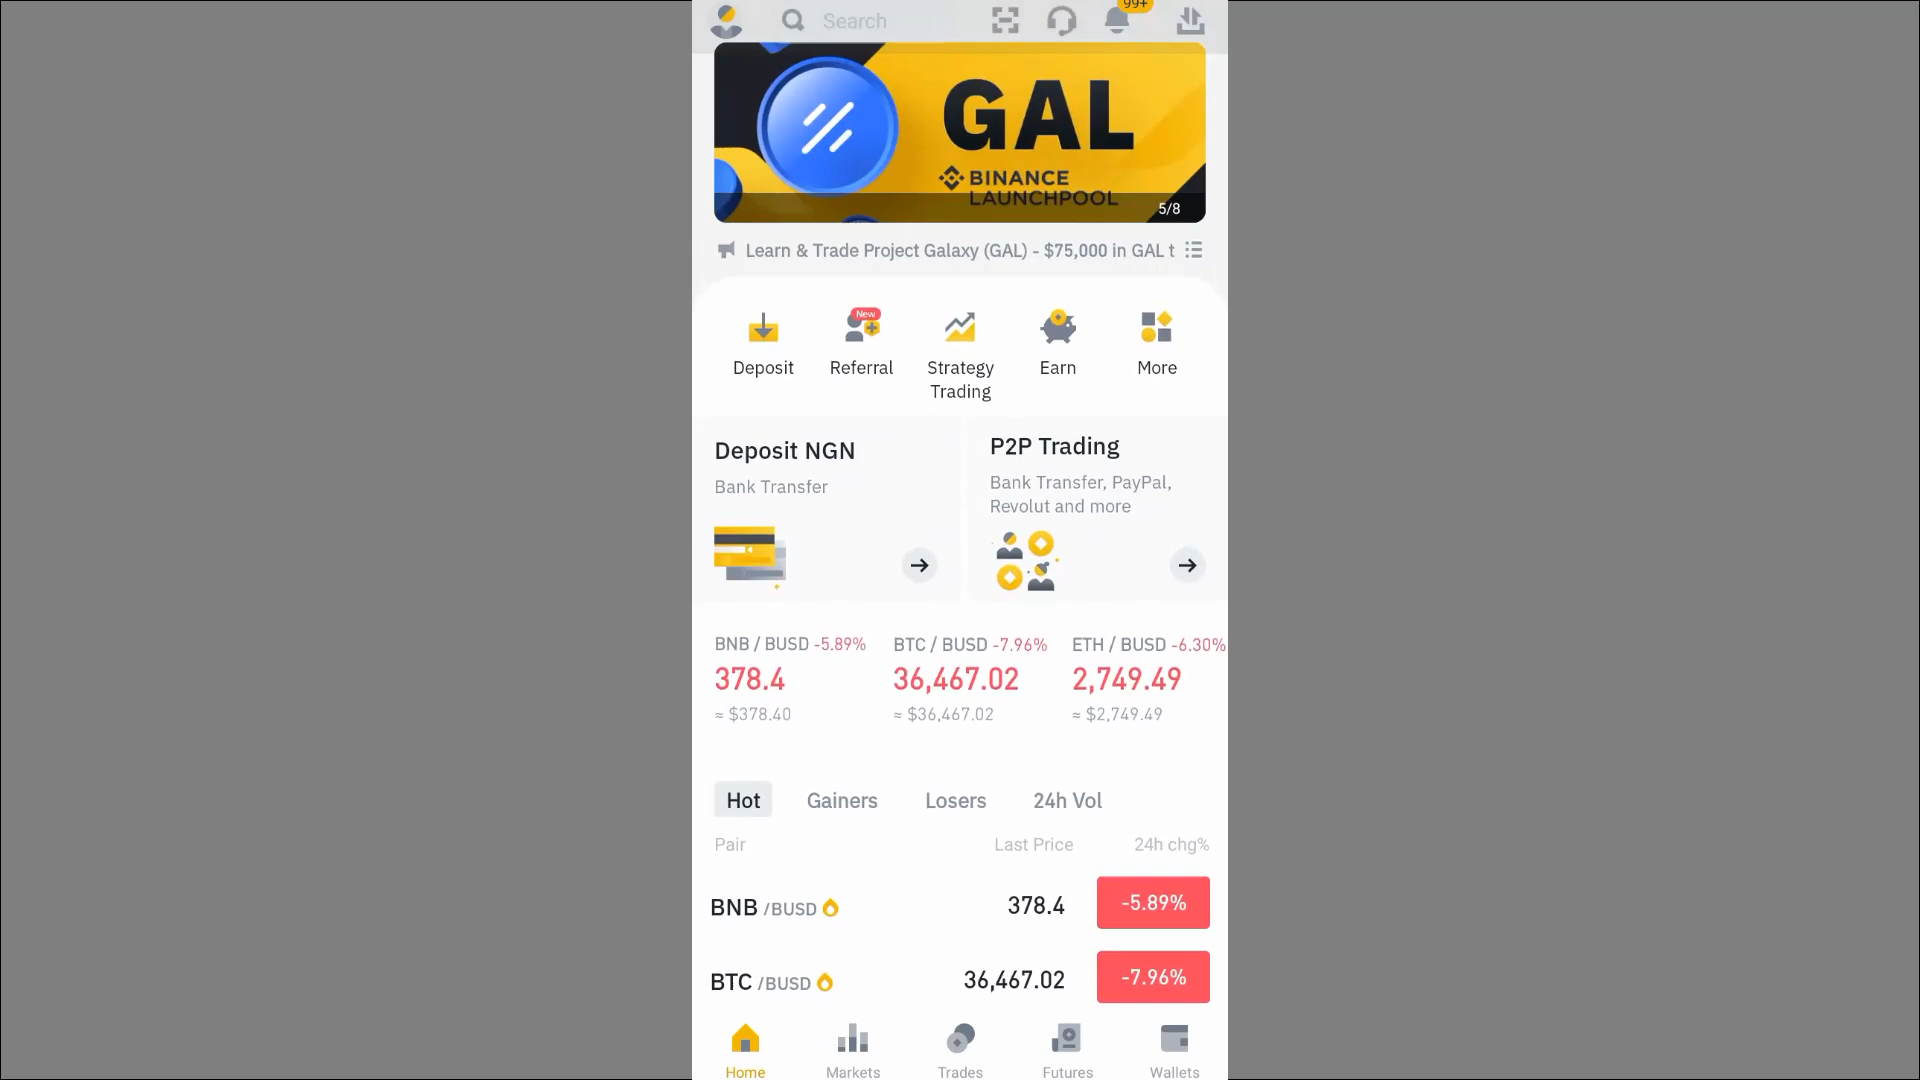 Search
99+
GAL
BINANCE
LAUNCHPOOL
5/8
Learn & Trade Project Galaxy (GAL) - $75,000 in GAL t
New
Deposit
Referral
Strategy
Trading
Earn
More
Deposit NGN
Bank Transfer
P2P Trading
Bank Transfer, PayPal,
Revolut and more
BNB / BUSD -5.89%
378.4
≈ $378.40
BTC / BUSD -7.96%
36,467.02
≈ $36,467.02
ETH / BUSD -6.30%
2,749.49
≈ $2,749.49
Hot Gainers Losers 24h Vol
Pair Last Price 24h chg%
BNB /BUSD 378.4 -5.89%
BTC /BUSD 36,467.02 -7.96%
Home Markets Trades Futures Wallets